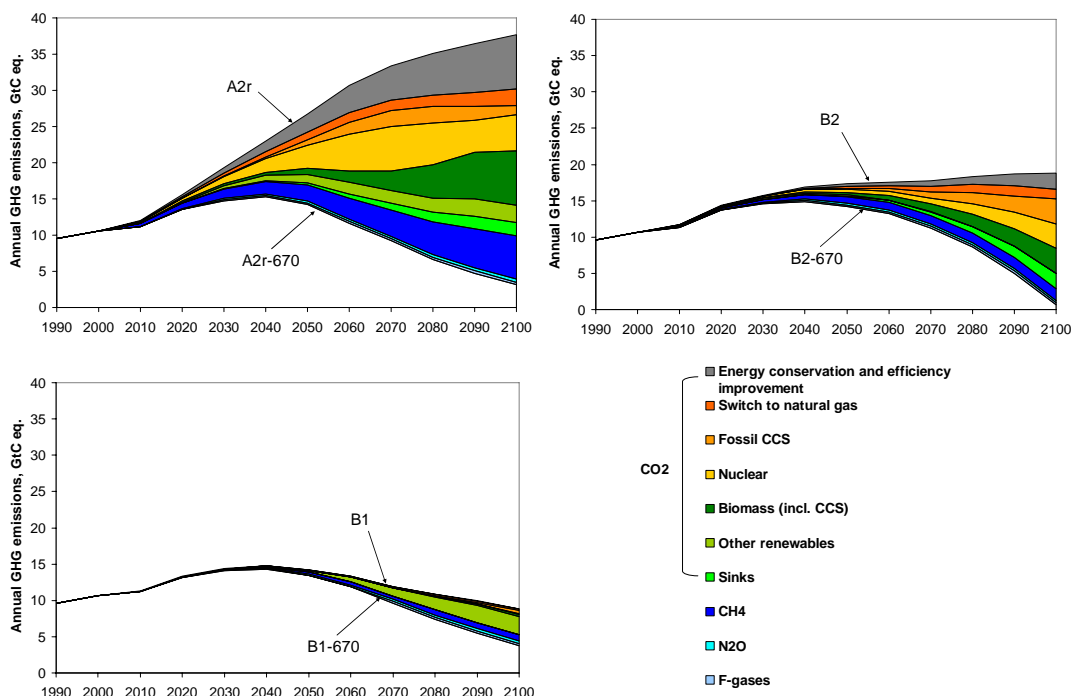 Annual GHG emissions, GtC eq.
40
35
30
25
20
15
10
5
0
A2r
A2r-670
1990 2000 2010 2020 2030 2040 2050 2060 2070 2080 2090 2100
Annual GHG emissions, GtC eq.
40
35
30
25
20
15
10
5
0
B2
B2-670
1990 2000 2010 2020 2030 2040 2050 2060 2070 2080 2090 2100
Annual GHG emissions, GtC eq.
40
35
30
25
20
15
10
5
0
B1
B1-670
1990 2000 2010 2020 2030 2040 2050 2060 2070 2080 2090 2100
CO2
Energy conservation and efficiency
improvement
Switch to natural gas
Fossil CCS
Nuclear
Biomass (incl. CCS)
Other renewables
Sinks
CH4
N2O
F-gases